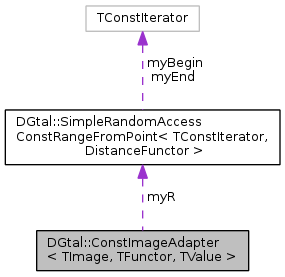 TConstIterator
myBegin
myEnd
DGtal::SimpleRandomAccess
ConstRangeFromPoint< TConstIterator,
DistanceFunctor >
myR
DGtal::ConstImageAdapter
< TImage, TFunctor, TValue >